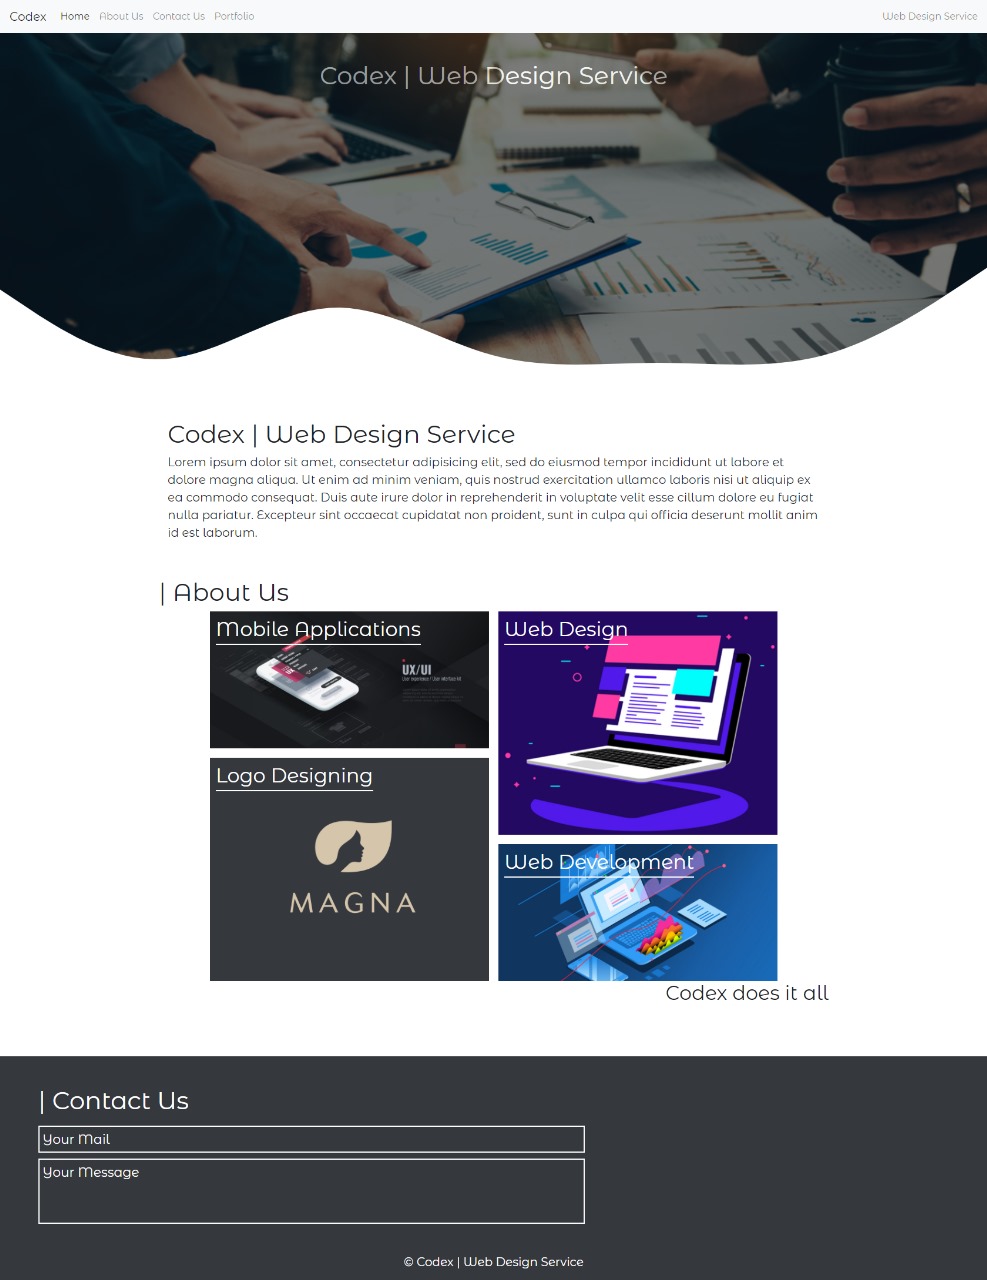 Codex Home About Us Contact Us Portfolio Web Design Service
Codex | Web Design Service
Codex | Web Design Service
Lorem ipsum dolor sit amet, consectetur adipisicing elit, sed do eiusmod tempor incididunt ut labore et
dolore magna aliqua. Ut enim ad minim veniam, quis nostrud exercitation ullamco laboris nisi ut aliquip ex
ea commodo consequat. Duis aute irure dolor in reprehenderit in voluptate velit esse cillum dolore eu fugiat
nulla pariatur. Excepteur sint occaecat cupidatat non proident, sunt in culpa qui officia deserunt mollit anim
id est laborum.
| About Us
Mobile Applications
UX/UI
Web Design
Logo Designing
MAGNA
Web Development
Codex does it all
| Contact Us
Your Mail
Your Message
© Codex | Web Design Service